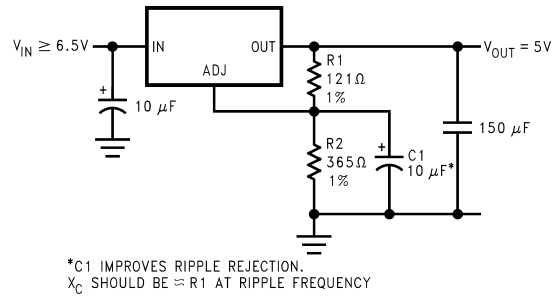 V_IN ≥ 6.5V
IN
OUT
ADJ
V_OUT = 5V
+
10 μF
R1
121Ω
1%
R2
365Ω
1%
+
C1
10 μF*
150 μF
*C1 IMPROVES RIPPLE REJECTION.
X_C SHOULD BE ≈ R1 AT RIPPLE FREQUENCY